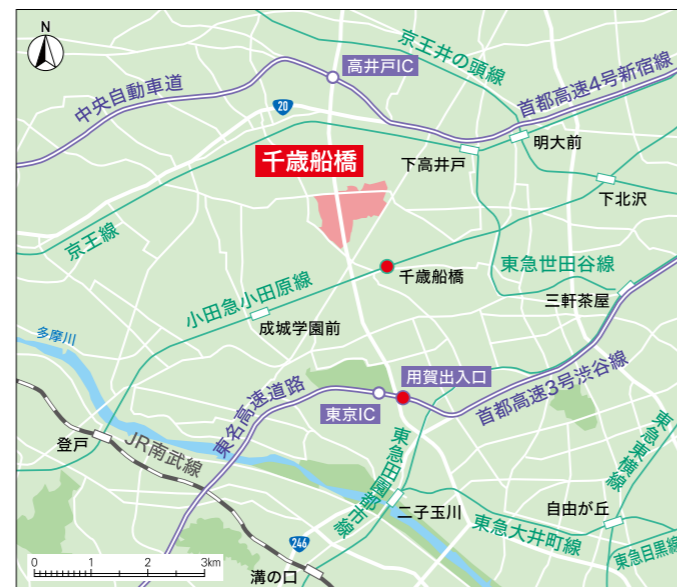 N
京王井の頭線
高井戸IC
首都高速4号新宿線
中央自動車道
20
明大前
千歳船橋
下高井戸
下北沢
京王線
東急世田谷線
千歳船橋
小田急小田原線
三軒茶屋
成城学園前
多摩川
用賀出入口
首都高速3号渋谷線
東京IC
東名高速道路
東急東横線
登戸
JR南武線
東急田園都市線
二子玉川
自由が丘
東急大井町線
246
東急目黒線
溝の口
0 1 2 3km